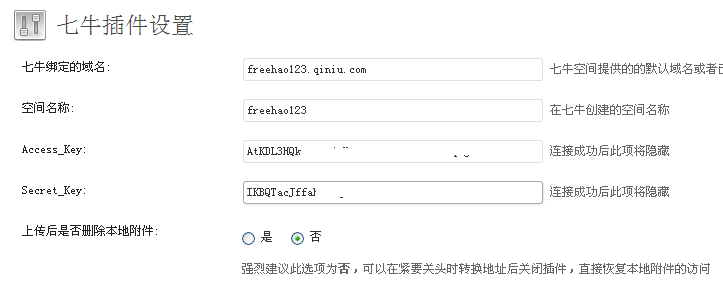 七牛插件设置
七牛绑定的域名: freehao123.qiniu.com 七牛空间提供的的默认域名或者已
空间名称: freehao123 在七牛创建的空间名称
Access_Key: AtKDL3HQk 连接成功后此项将隐藏
Secret_Key: IKBQTacJffa 连接成功后此项将隐藏
上传后是否删除本地附件: 是 否
强烈建议此选项为否，可以在紧要关头时转换地址后关闭插件，直接恢复本地附件的访问